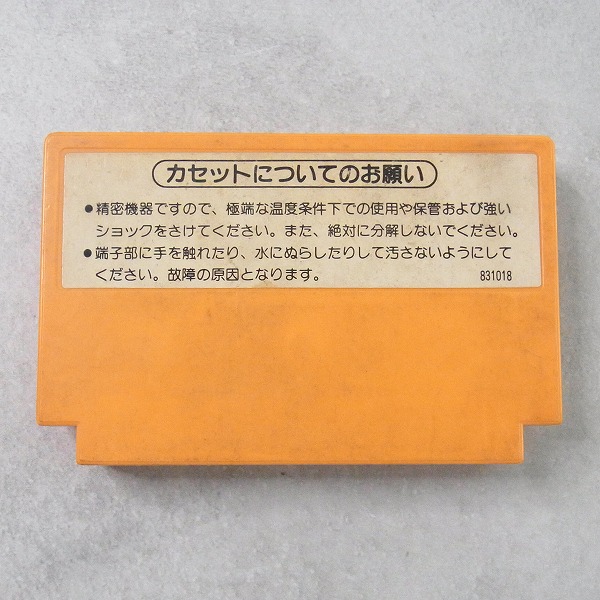 カセットについてのお願い
●精密機器ですので、極端な温度条件下での使用や保管および強い
ショックをさけてください。また、絶対に分解しないでください。
●端子部に手を触れたり、水にぬらしたりして汚さないようにして
ください。故障の原因となります。
831018